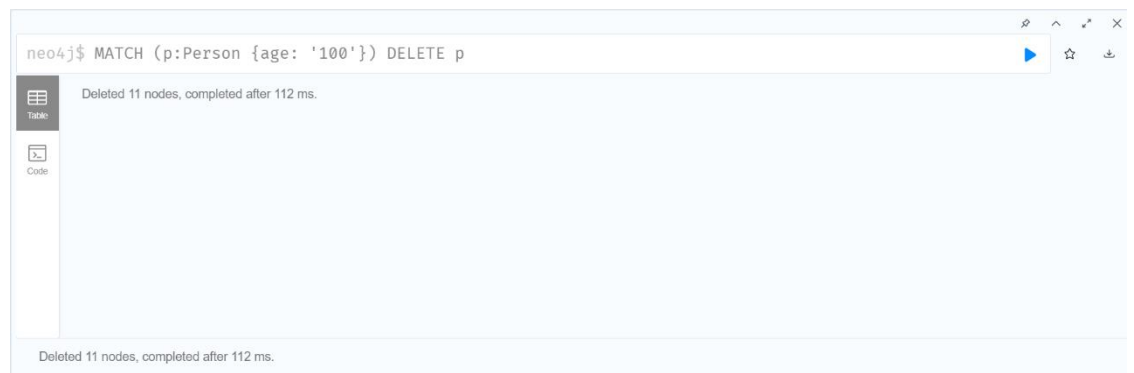 neo4j$ MATCH (p:Person {age: '100'}) DELETE p
Deleted 11 nodes, completed after 112 ms.
Table
Code
Deleted 11 nodes, completed after 112 ms.